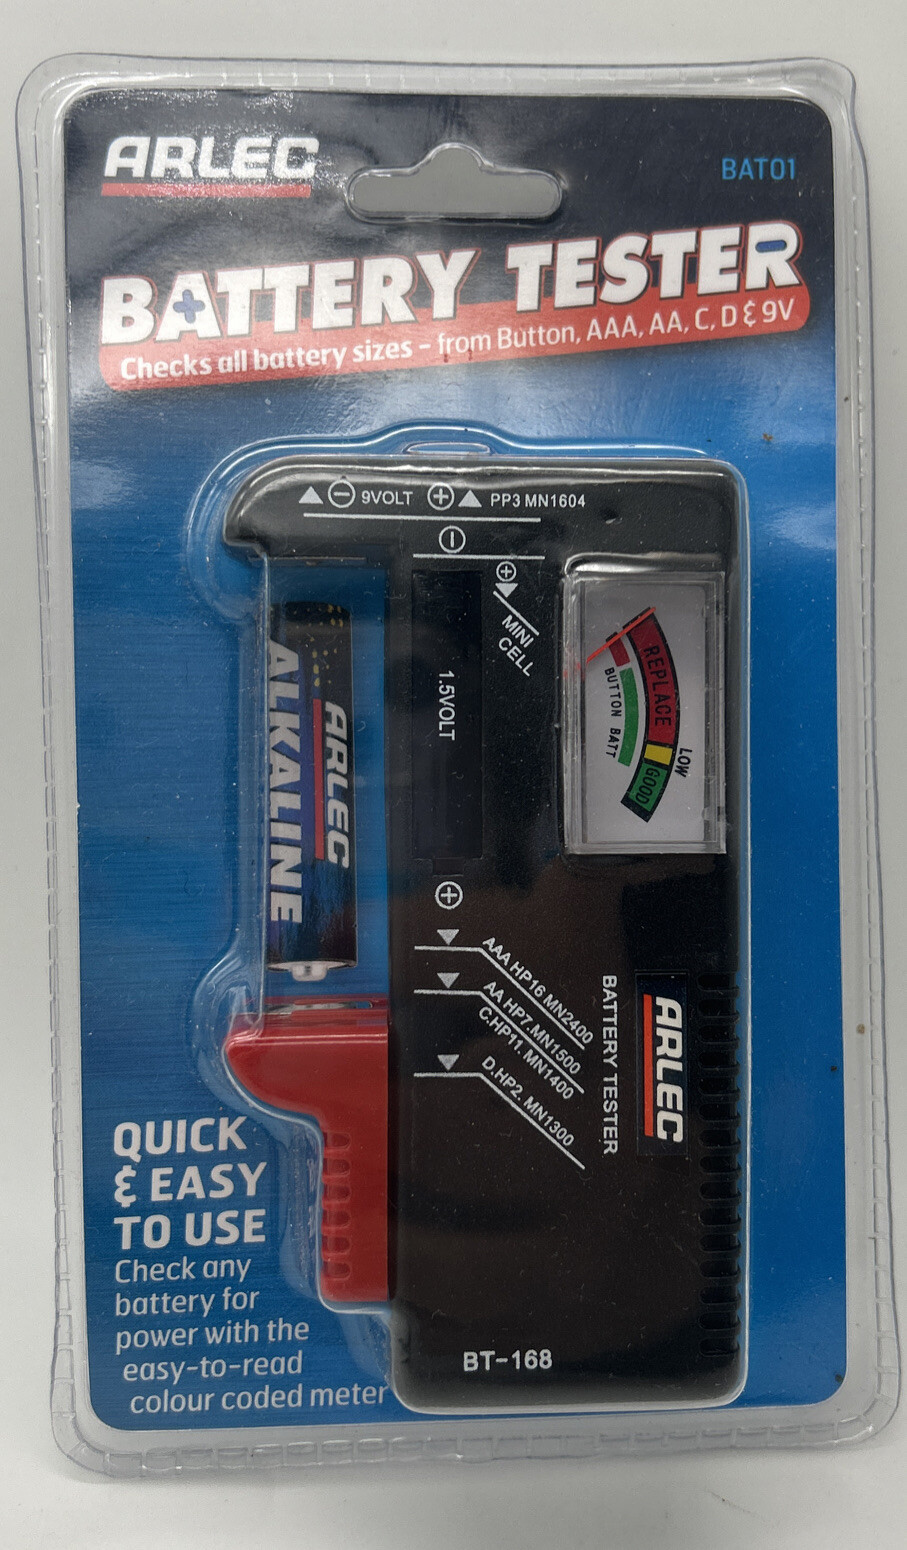 ARLEC
BAT01
BATTERY TESTER
Checks all battery sizes – from Button, AAA, AA, C, D & 9V
9VOLT
PP3 MN1604
MINI
CELL
1.5VOLT
REPLACE
LOW
GOOD
BUTTON BATT
ARLEC
ALKALINE
AAA HP16 MN2400
AA HP7. MN1500
C.HP11. MN1400
D.HP2. MN1300
BATTERY TESTER
ARLEC
QUICK
& EASY
TO USE
Check any
battery for
power with the
easy-to-read
colour coded meter
BT-168